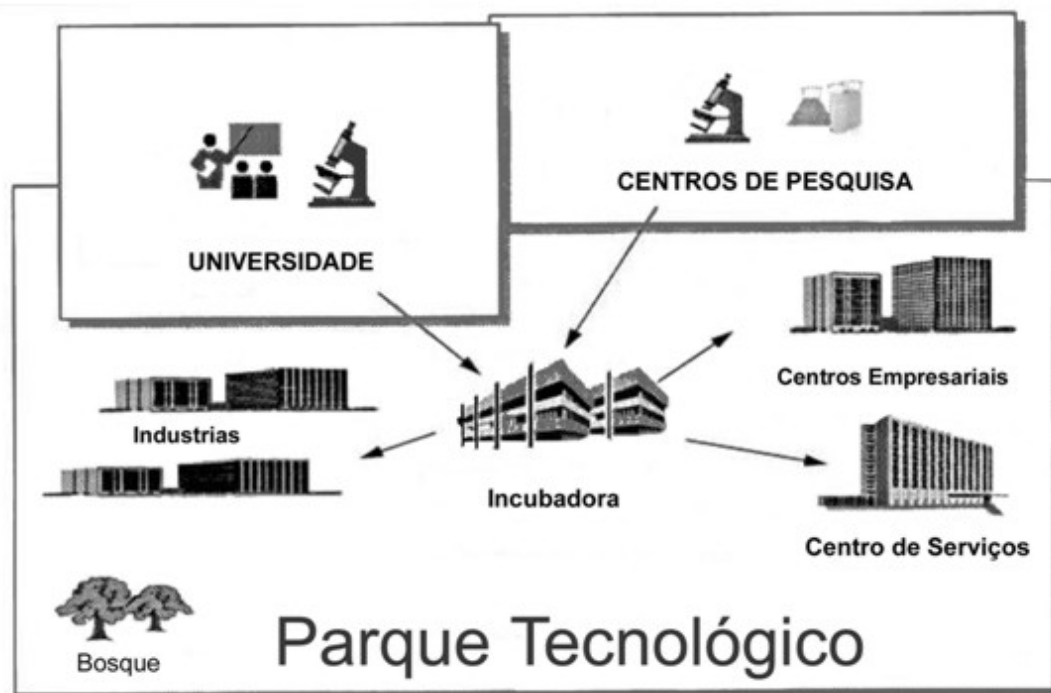 UNIVERSIDADE
CENTROS DE PESQUISA
Industrias
Incubadora
Centros Empresariais
Centro de Serviços
Bosque
Parque Tecnológico